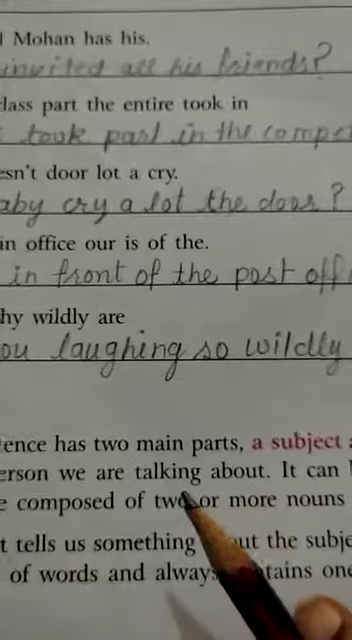 l Mohan has his.
invited all his friends?
lass part the entire took in
took part in the compe
esn't door lot a cry.
aby cry a lot the door?
in office our is of the.
in front of the post off
hy wildly are
ou laughing so wildly
ence has two main parts, a subject
erson we are talking about. It can
e composed of two or more nouns
t tells us something out the subje
of words and always tains one